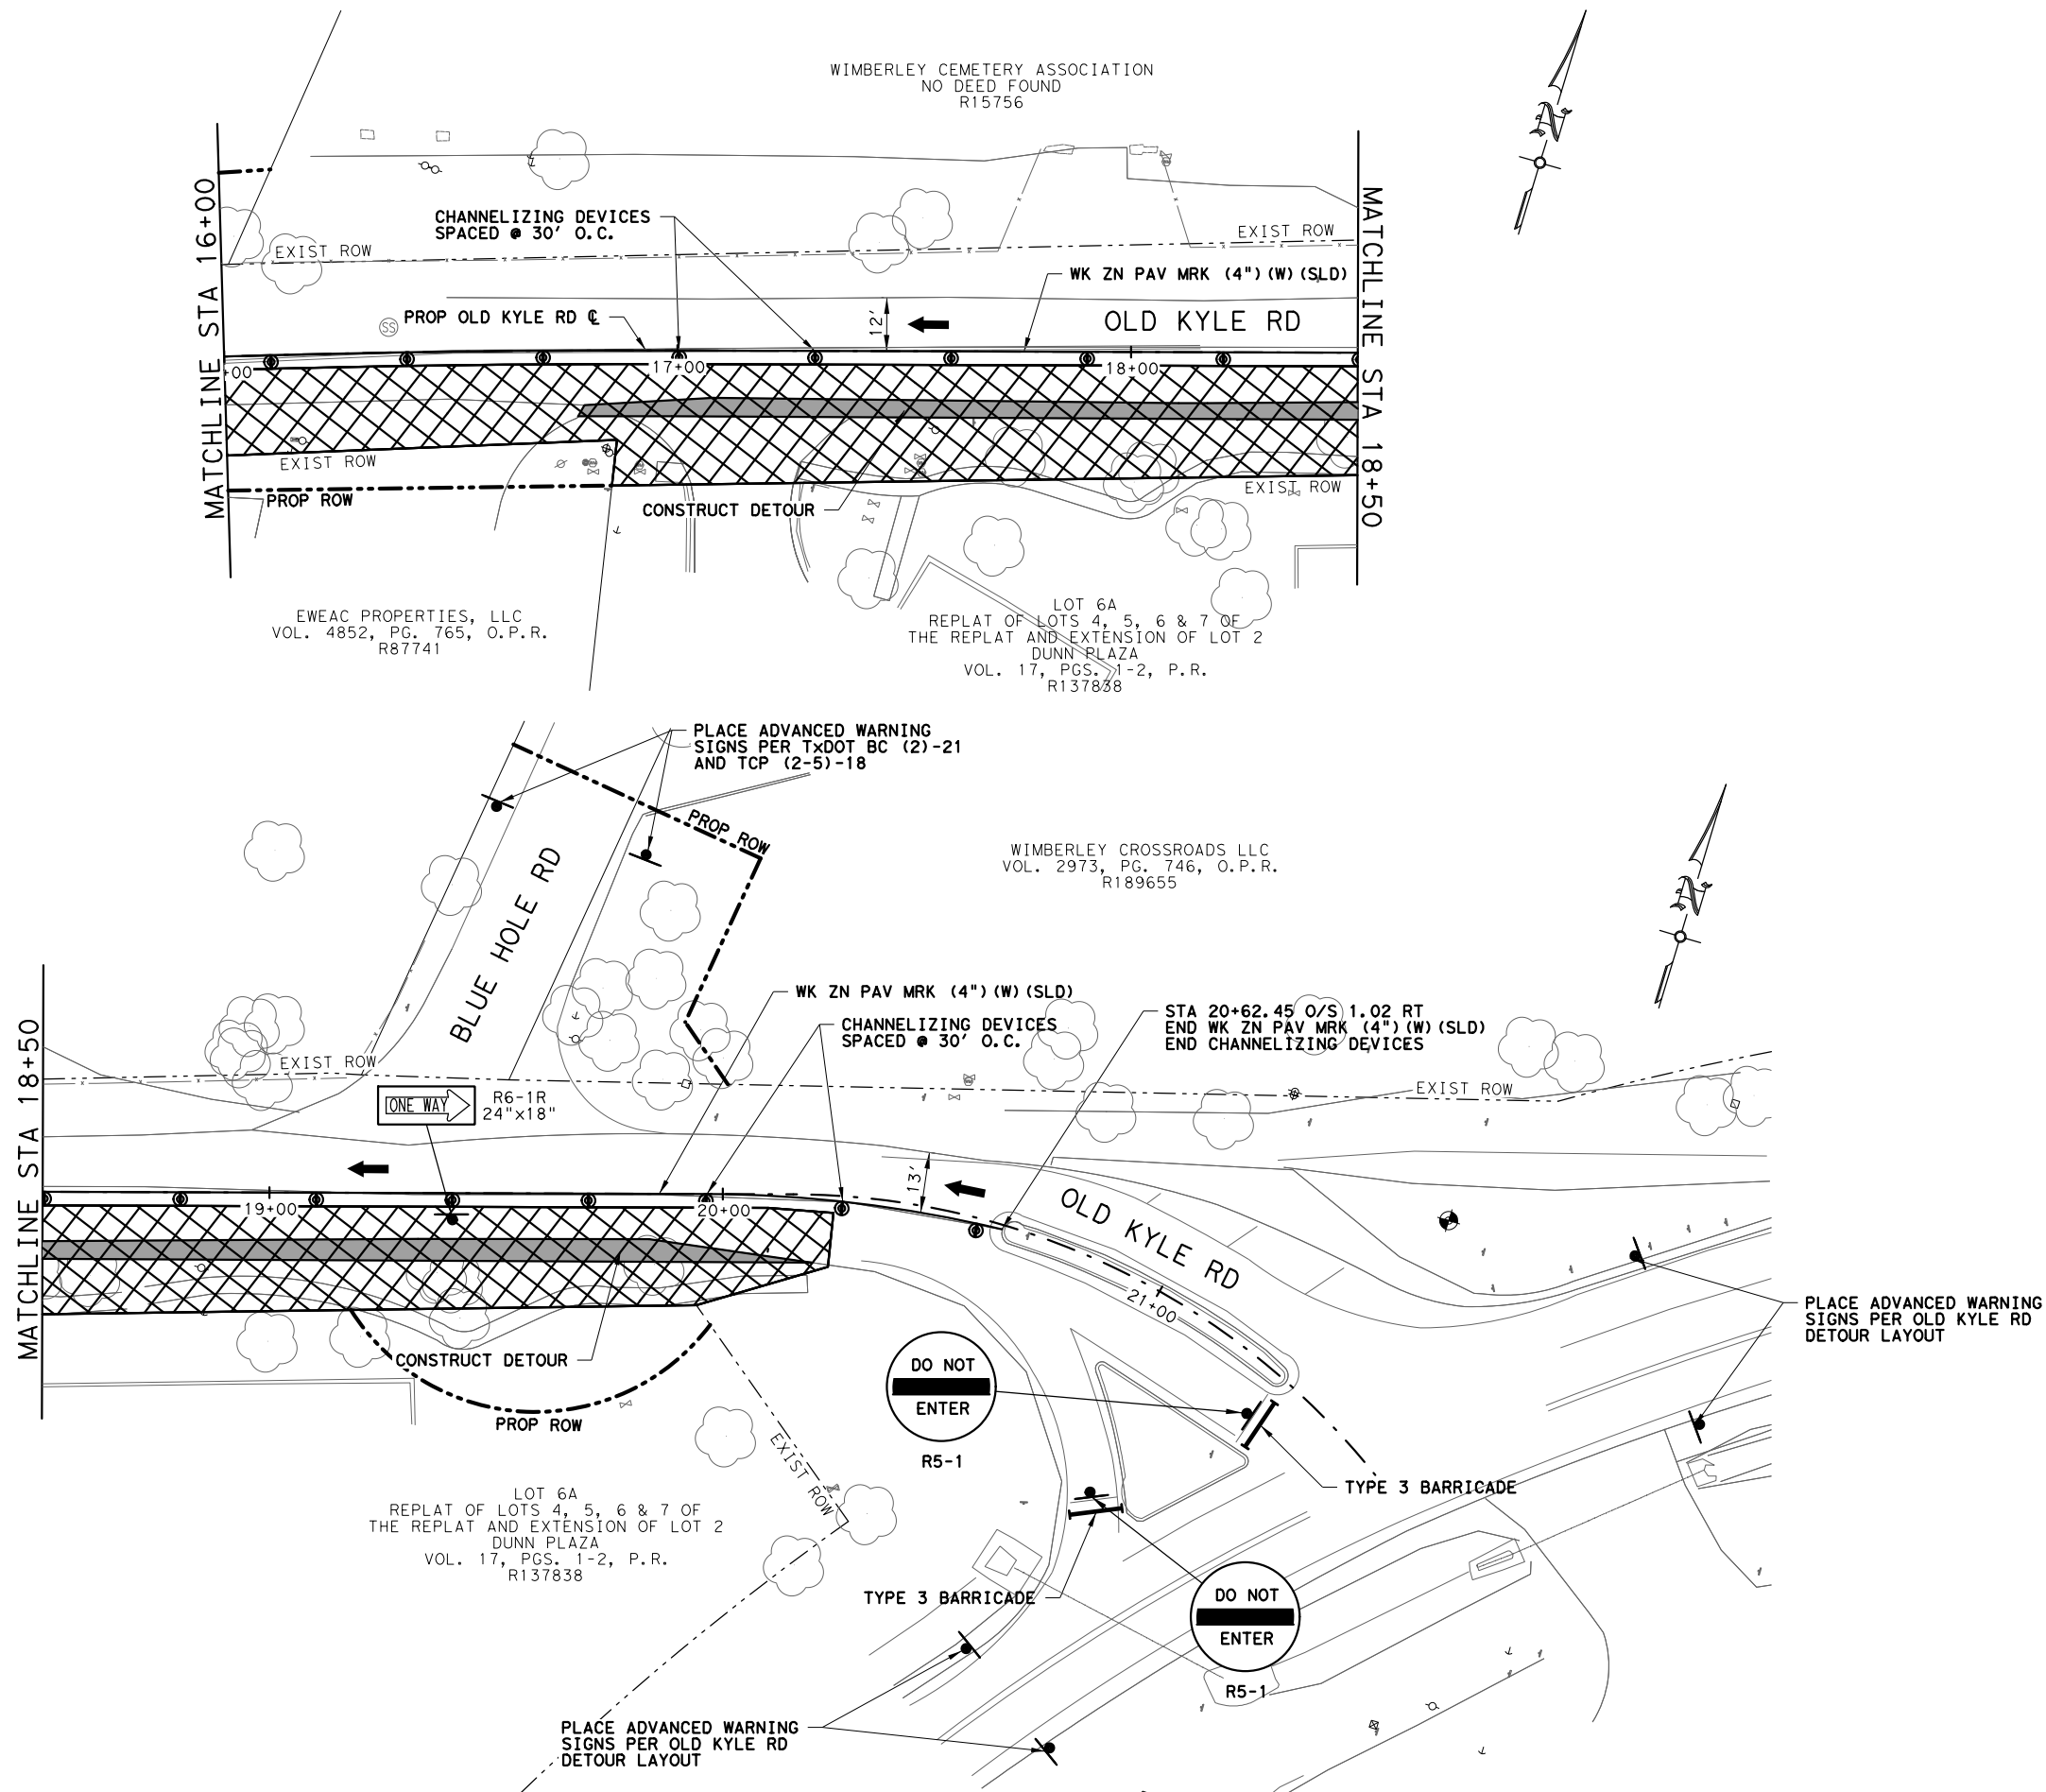 WIMBERLEY CEMETERY ASSOCIATION
NO DEED FOUND
R15756
N
MATCHLINE STA 16+00
CHANNELIZING DEVICES
SPACED @ 30' O.C.
EXIST ROW
EXIST ROW
WK ZN PAV MRK (4")(W)(SLD)
SS
PROP OLD KYLE RD ℄
12'
OLD KYLE RD
MATCHLINE STA 18+50
+00
17+00
18+00
EXIST ROW
PROP ROW
CONSTRUCT DETOUR
EXIST ROW
EWEAC PROPERTIES, LLC
VOL. 4852, PG. 765, O.P.R.
R87741
LOT 6A
REPLAT OF LOTS 4, 5, 6 & 7 OF
THE REPLAT AND EXTENSION OF LOT 2
DUNN PLAZA
VOL. 17, PGS. 1-2, P.R.
R137838
PLACE ADVANCED WARNING
SIGNS PER TxDOT BC (2)-21
AND TCP (2-5)-18
PROP ROW
BLUE HOLE RD
WIMBERLEY CROSSROADS LLC
VOL. 2973, PG. 746, O.P.R.
R189655
N
MATCHLINE STA 18+50
WK ZN PAV MRK (4")(W)(SLD)
CHANNELIZING DEVICES
SPACED @ 30' O.C.
STA 20+62.45 O/S 1.02 RT
END WK ZN PAV MRK (4")(W)(SLD)
END CHANNELIZING DEVICES
EXIST ROW
EXIST ROW
ONE WAY
R6-1R
24"x18"
13'
OLD KYLE RD
19+00
20+00
21+00
PLACE ADVANCED WARNING
SIGNS PER OLD KYLE RD
DETOUR LAYOUT
CONSTRUCT DETOUR
PROP ROW
DO NOT
ENTER
R5-1
EXIST ROW
TYPE 3 BARRICADE
LOT 6A
REPLAT OF LOTS 4, 5, 6 & 7 OF
THE REPLAT AND EXTENSION OF LOT 2
DUNN PLAZA
VOL. 17, PGS. 1-2, P.R.
R137838
TYPE 3 BARRICADE
DO NOT
ENTER
R5-1
PLACE ADVANCED WARNING
SIGNS PER OLD KYLE RD
DETOUR LAYOUT